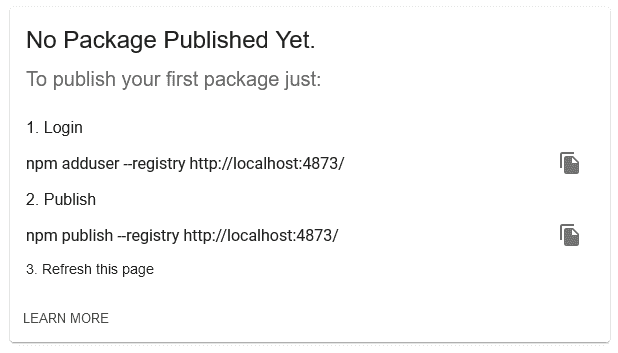 No Package Published Yet.
To publish your first package just:
1. Login
npm adduser --registry http://localhost:4873/
2. Publish
npm publish --registry http://localhost:4873/
3. Refresh this page
LEARN MORE